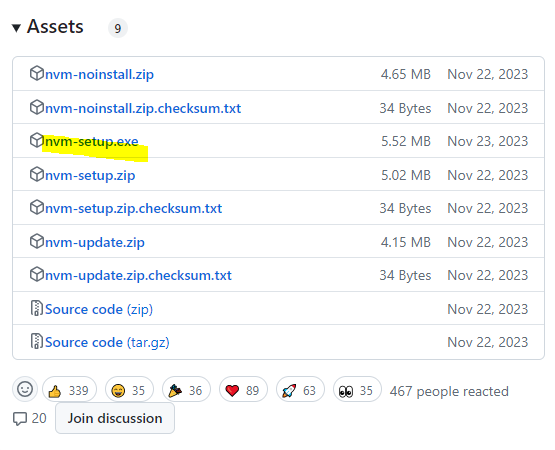 Assets 9
nvm-noinstall.zip 4.65 MB Nov 22, 2023
nvm-noinstall.zip.checksum.txt 34 Bytes Nov 22, 2023
nvm-setup.exe 5.52 MB Nov 23, 2023
nvm-setup.zip 5.02 MB Nov 22, 2023
nvm-setup.zip.checksum.txt 34 Bytes Nov 22, 2023
nvm-update.zip 4.15 MB Nov 22, 2023
nvm-update.zip.checksum.txt 34 Bytes Nov 22, 2023
Source code (zip) Nov 22, 2023
Source code (tar.gz) Nov 22, 2023
339 35 36 89 63 35 467 people reacted
20 Join discussion